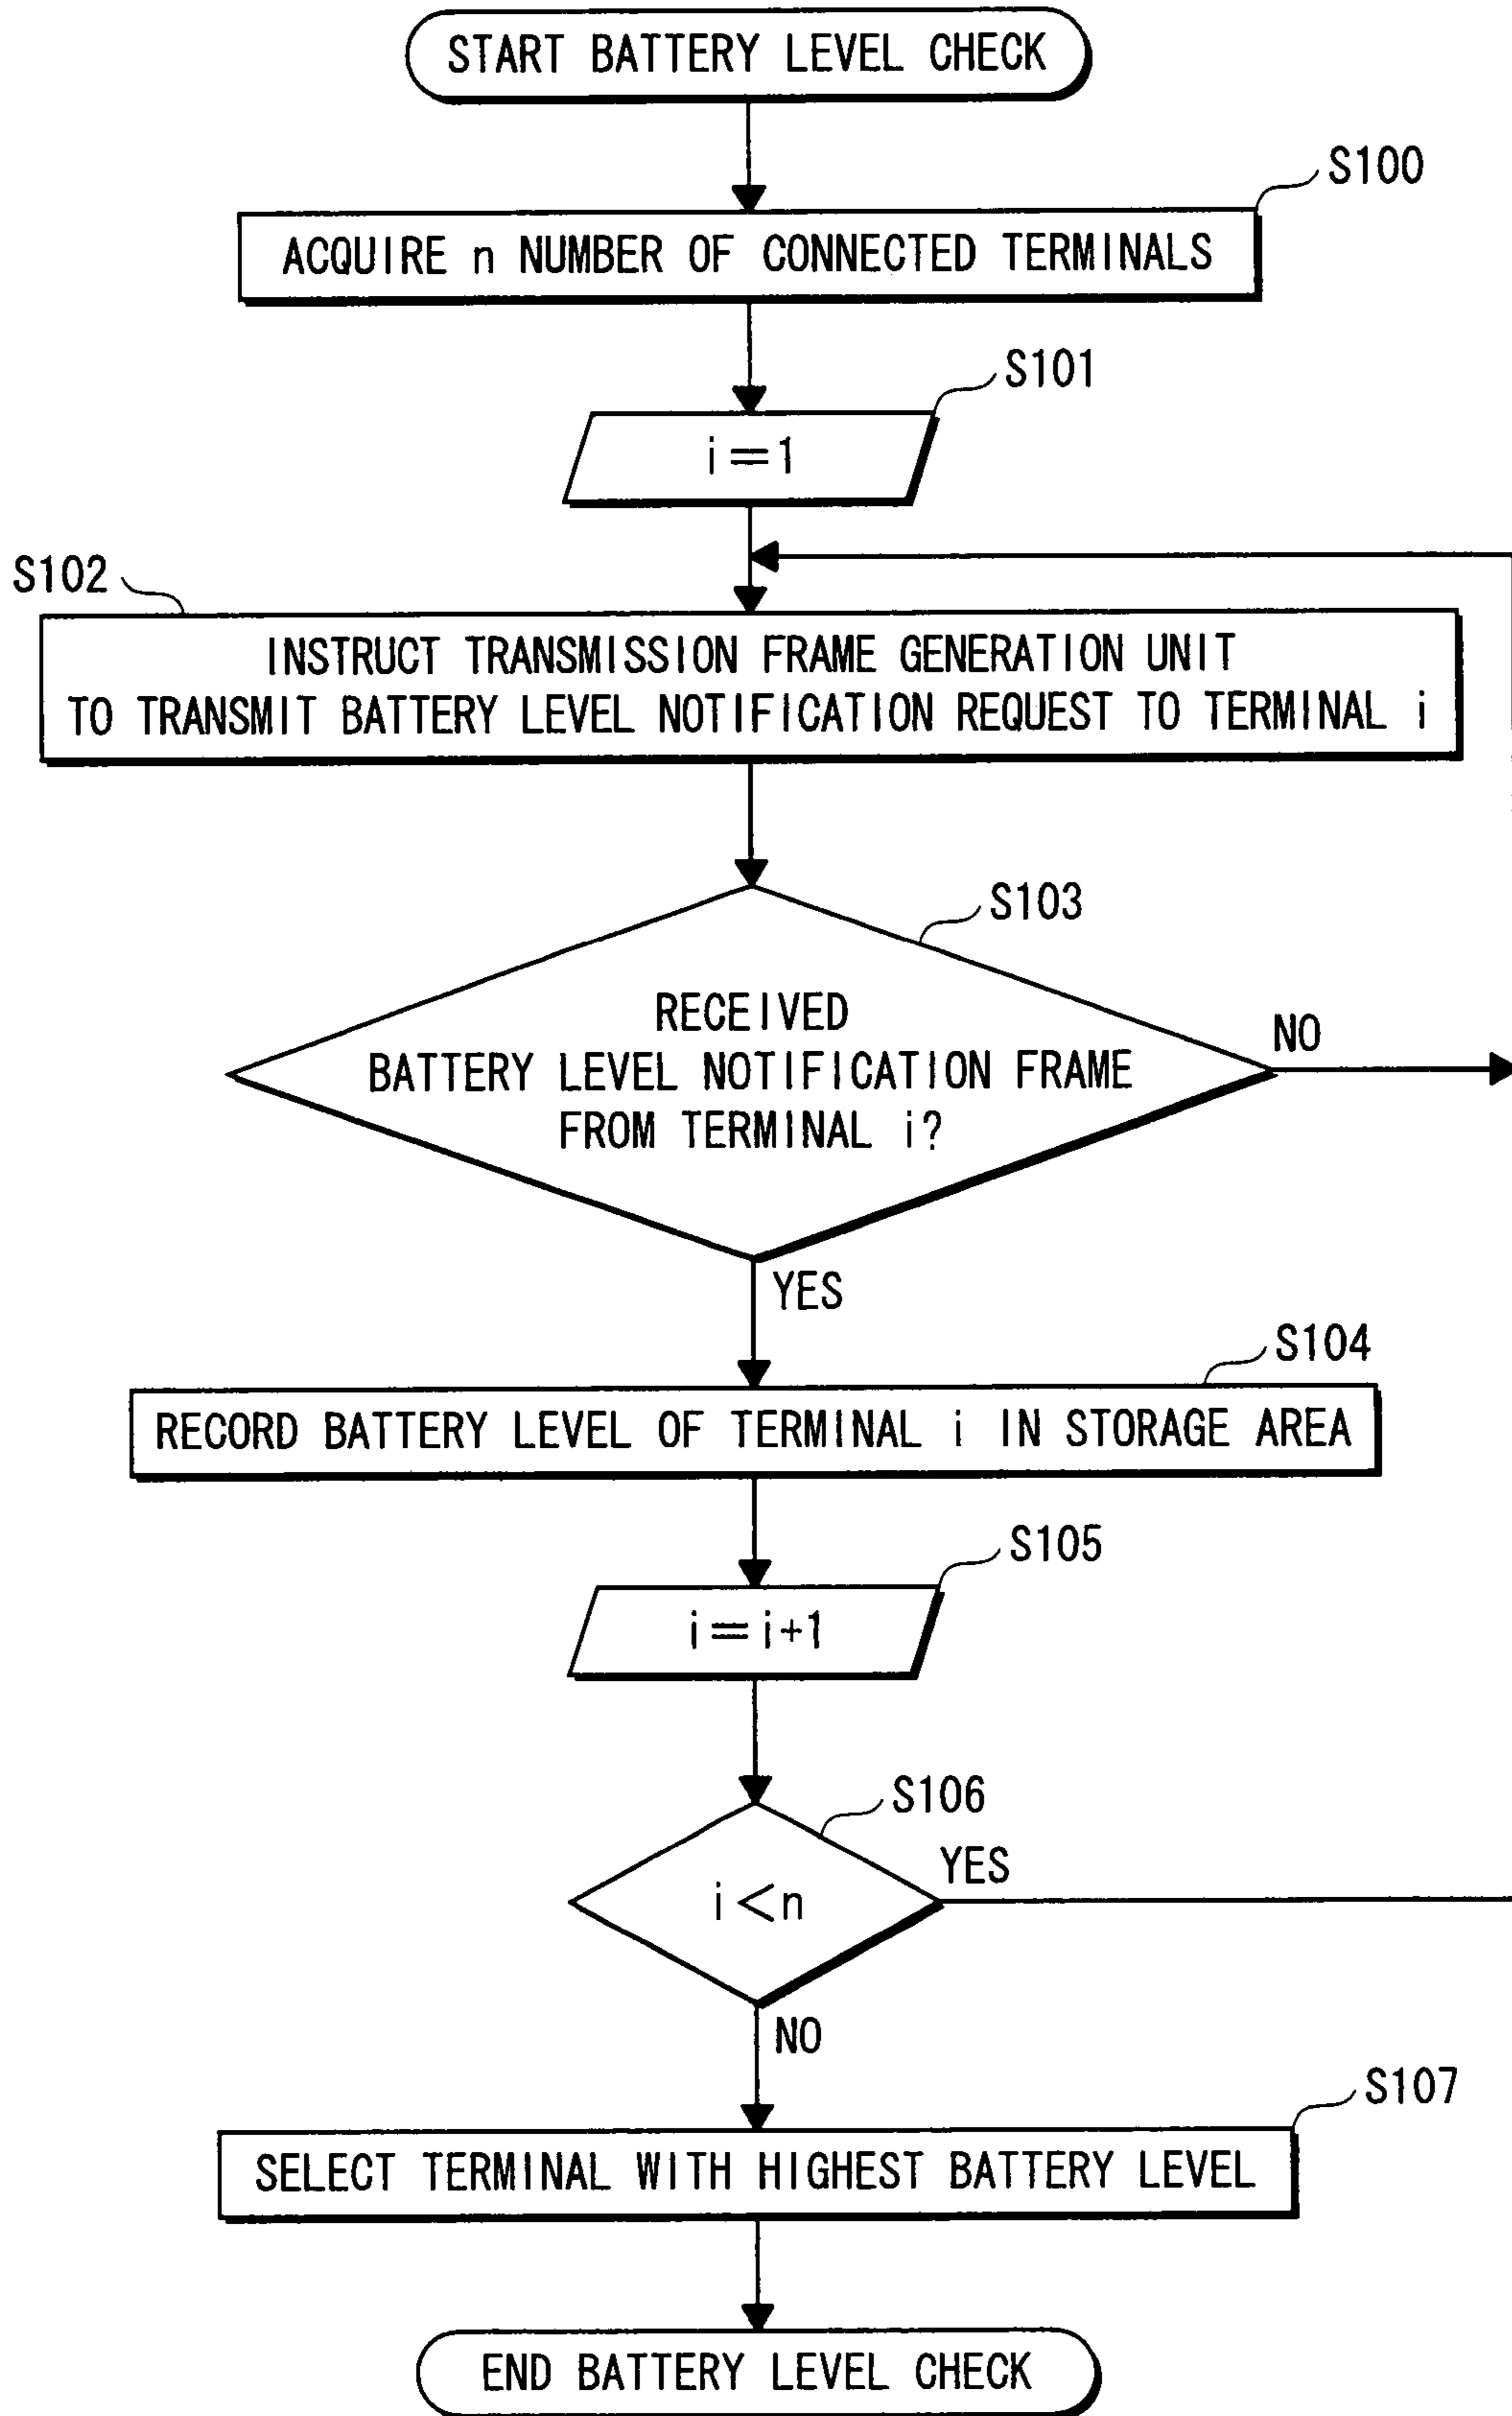 START BATTERY LEVEL CHECK
S100
ACQUIRE n NUMBER OF CONNECTED TERMINALS
S101
i=1
S102
INSTRUCT TRANSMISSION FRAME GENERATION UNIT
TO TRANSMIT BATTERY LEVEL NOTIFICATION REQUEST TO TERMINAL i
S103
RECEIVED
BATTERY LEVEL NOTIFICATION FRAME
FROM TERMINAL i?
NO
YES
S104
RECORD BATTERY LEVEL OF TERMINAL i IN STORAGE AREA
S105
i=i+1
S106
i<n
YES
NO
S107
SELECT TERMINAL WITH HIGHEST BATTERY LEVEL
END BATTERY LEVEL CHECK